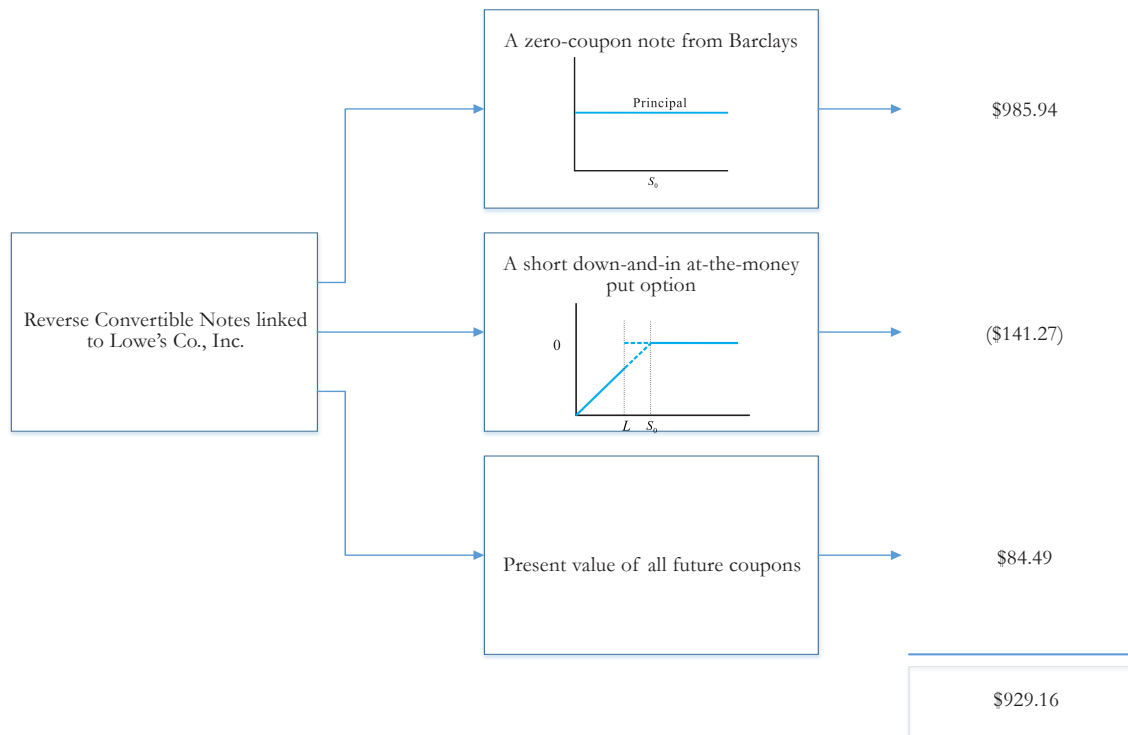 A zero-coupon note from Barclays
Principal
S₀
$985.94
Reverse Convertible Notes linked
to Lowe's Co., Inc.
A short down-and-in at-the-money
put option
0
L
S₀
($141.27)
Present value of all future coupons
$84.49
$929.16